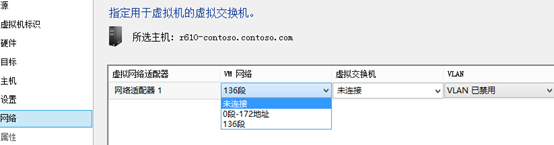 源
虚拟机标识
硬件
目标
主机
设置
网络
属性
指定用于虚拟机的虚拟交换机。
所选主机: r610-contoso.contoso.com
虚拟网络适配器 VM 网络 虚拟交换机 VLAN
网络适配器 1 136段 未连接 VLAN 已禁用
未连接
0段-172地址
136段